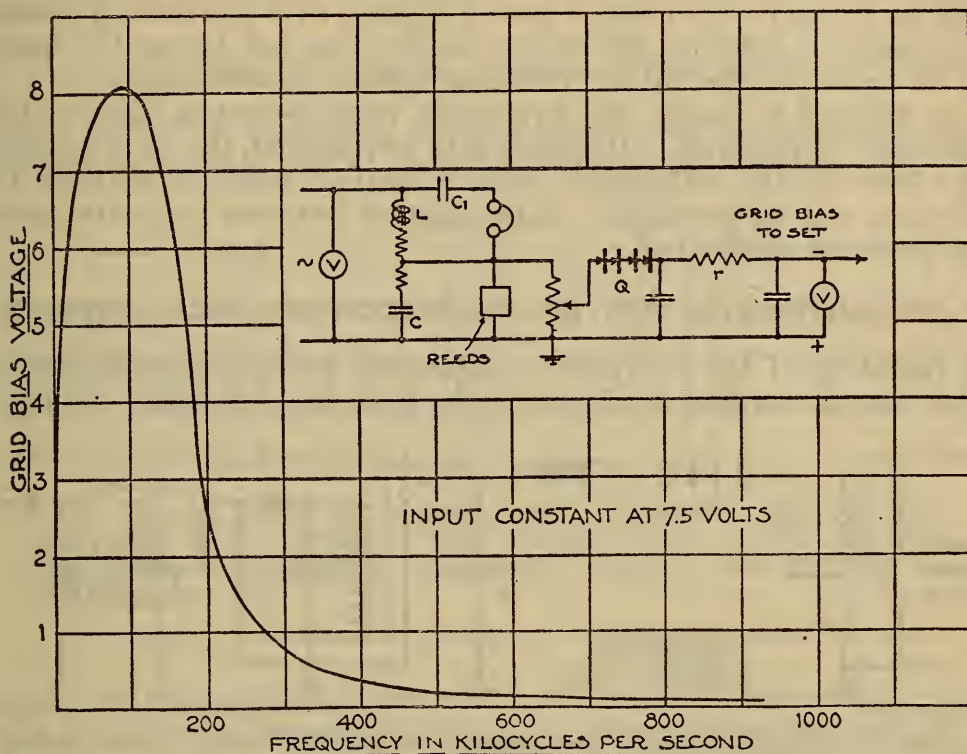 GRID BIAS VOLTAGE
8
7
6
5
4
3
2
1
~
V
L
C1
C
REEDS
Q
r
GRID BIAS
TO SET
-
V
+
INPUT CONSTANT AT 7.5 VOLTS
200
400
600
800
1000
FREQUENCY IN KILOCYCLES PER SECOND